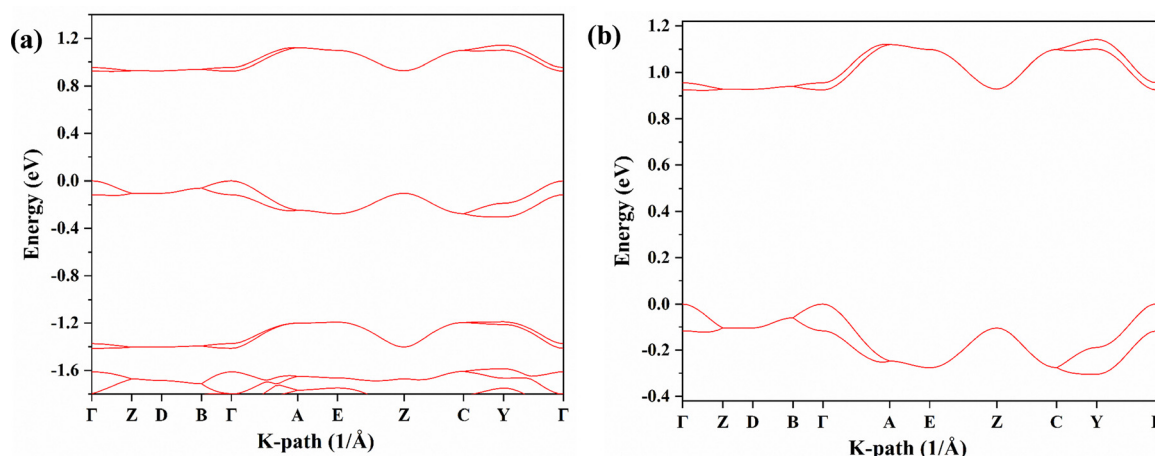 (a)
1.2
0.8
0.4
0.0
-0.4
-0.8
-1.2
-1.6
Energy (eV)
Γ Z D B Γ A E Z C Y Γ
K-path (1/Å)
(b)
1.2
1.0
0.8
0.6
0.4
0.2
0.0
-0.2
-0.4
Energy (eV)
Γ Z D B Γ A E Z C Y Γ
K-path (1/Å)